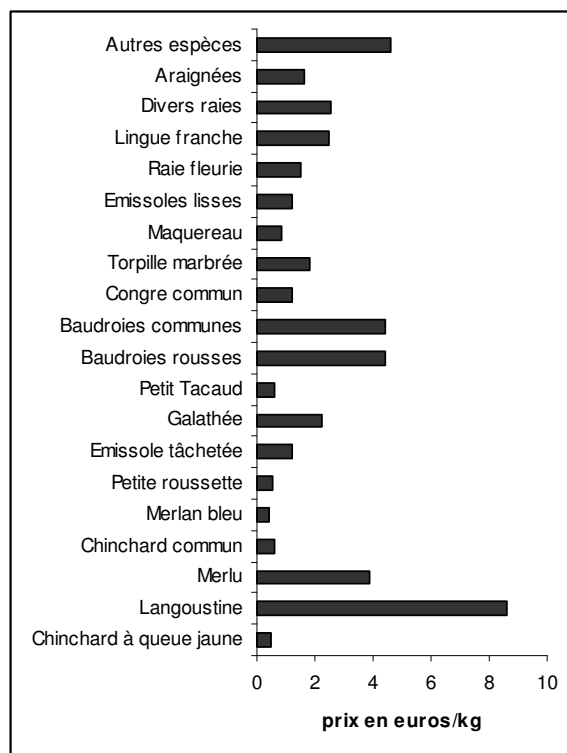 Autres espèces
Araignées
Divers raies
Lingue franche
Raie fleurie
Emissoles lisses
Maquereau
Torpille marbrée
Congre commun
Baudroies communes
Baudroies rousses
Petit Tacaud
Galathée
Emissole tâchetée
Petite roussette
Merlan bleu
Chinchard commun
Merlu
Langoustine
Chinchard à queue jaune
0 2 4 6 8 10
prix en euros/kg